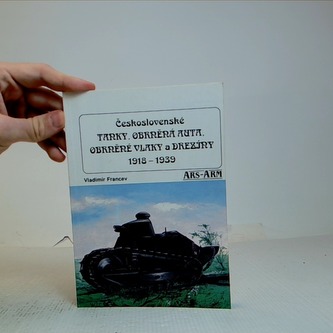 Československé
TANKY, OBRNĚNÁ AUTA,
OBRNĚNÉ VLAKY a DREZÍNY
1918 – 1939
Vladimír Francev
ARS-ARM